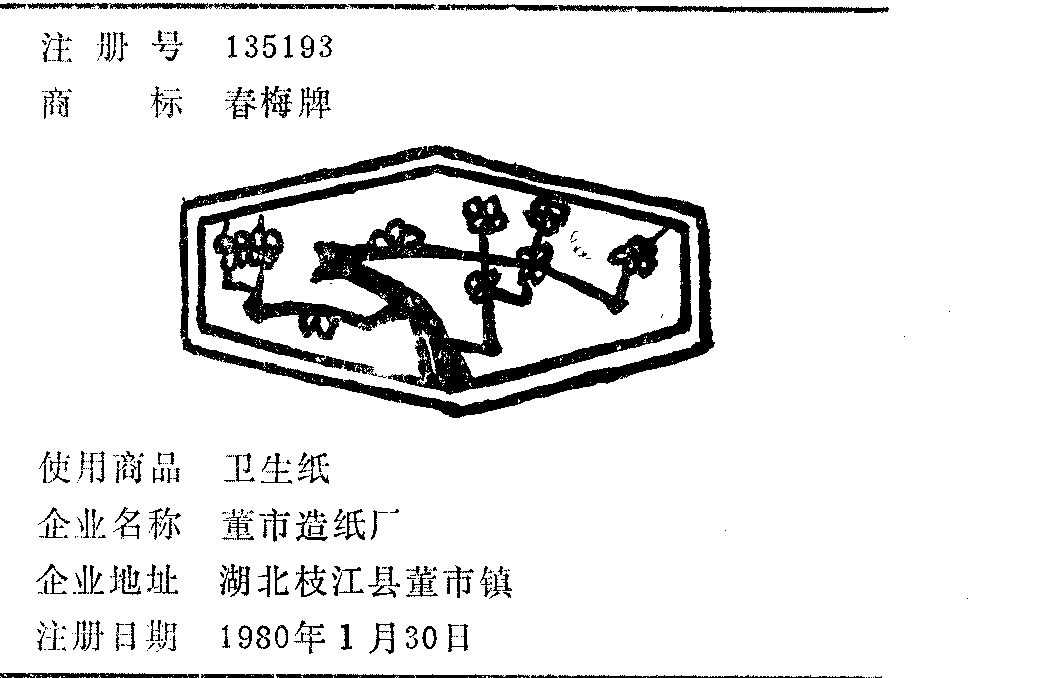 注册号 135193
商标 春梅牌
使用商品 卫生纸
企业名称 董市造纸厂
企业地址 湖北枝江县董市镇
注册日期 1980年1月30日